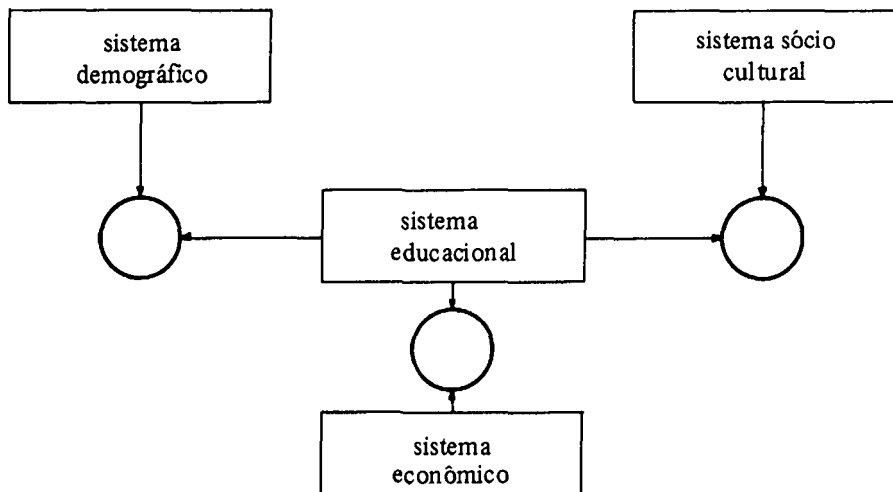 sistema
demográfico
sistema sócio
cultural
sistema
educacional
sistema
econômico